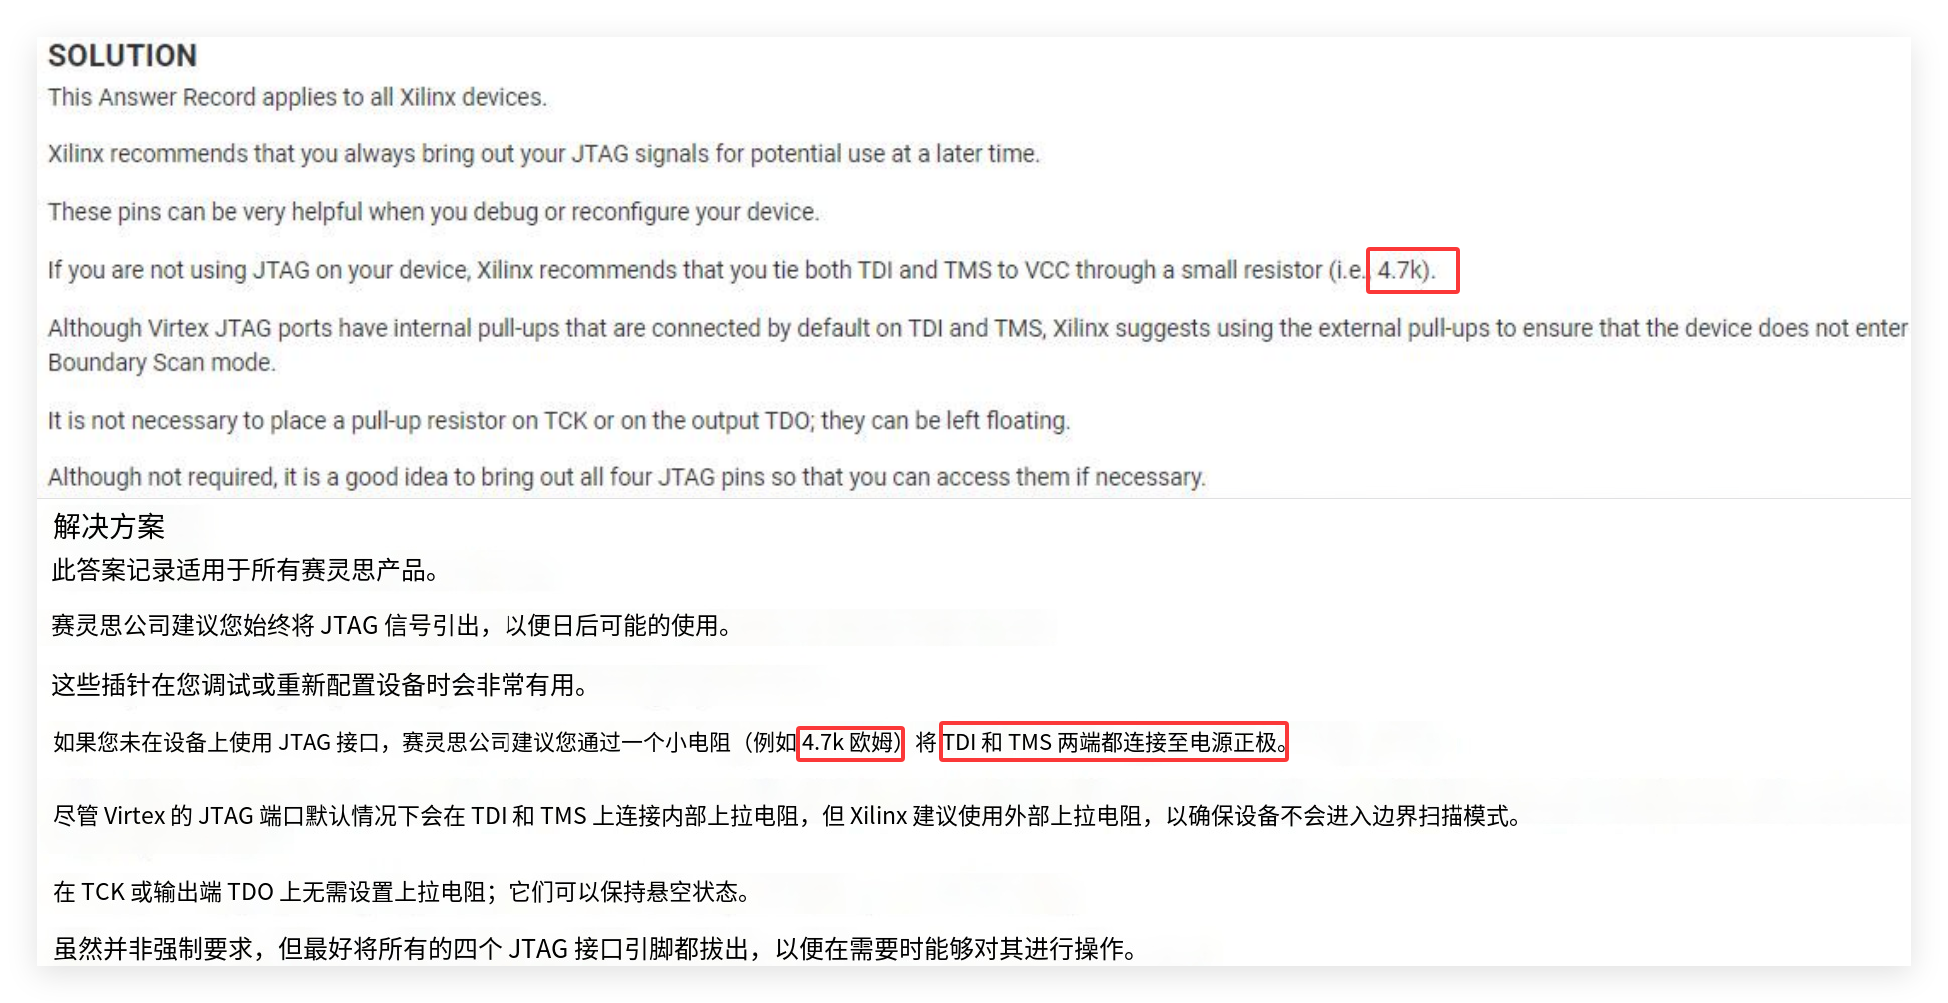 SOLUTION
This Answer Record applies to all Xilinx devices.
Xilinx recommends that you always bring out your JTAG signals for potential use at a later time.
These pins can be very helpful when you debug or reconfigure your device.
If you are not using JTAG on your device, Xilinx recommends that you tie both TDI and TMS to VCC through a small resistor (i.e., 4.7k).
Although Virtex JTAG ports have internal pull-ups that are connected by default on TDI and TMS, Xilinx suggests using the external pull-ups to ensure that the device does not enter
Boundary Scan mode.
It is not necessary to place a pull-up resistor on TCK or on the output TDO; they can be left floating.
Although not required, it is a good idea to bring out all four JTAG pins so that you can access them if necessary.
解决方案
此答案记录适用于所有赛灵思产品。
赛灵思公司建议您始终将 JTAG 信号引出，以便日后可能的使用。
这些插针在您调试或重新配置设备时会非常有用。
如果您未在设备上使用 JTAG 接口，赛灵思公司建议您通过一个小电阻（例如 4.7k 欧姆）将 TDI 和 TMS 两端都连接至电源正极。
尽管 Virtex 的 JTAG 端口默认情况下会在 TDI 和 TMS 上连接内部上拉电阻，但 Xilinx 建议使用外部上拉电阻，以确保设备不会进入边界扫描模式。
在 TCK 或输出端 TDO 上无需设置上拉电阻；它们可以保持悬空状态。
虽然并非强制要求，但最好将所有的四个 JTAG 接口引脚都拔出，以便在需要时能够对其进行操作。